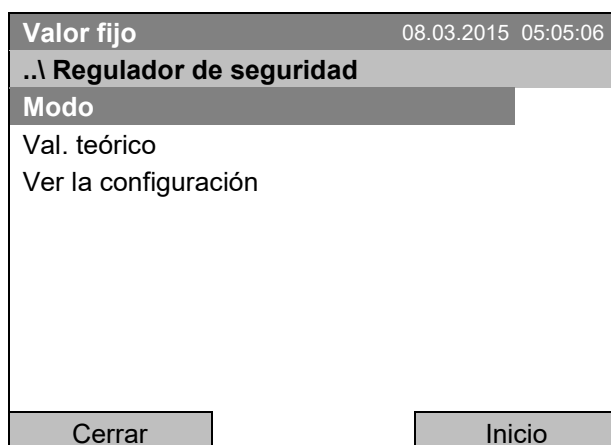 Valor fijo 08.03.2015 05:05:06
..\ Regulador de seguridad
Modo
Val. teórico
Ver la configuración
Cerrar Inicio